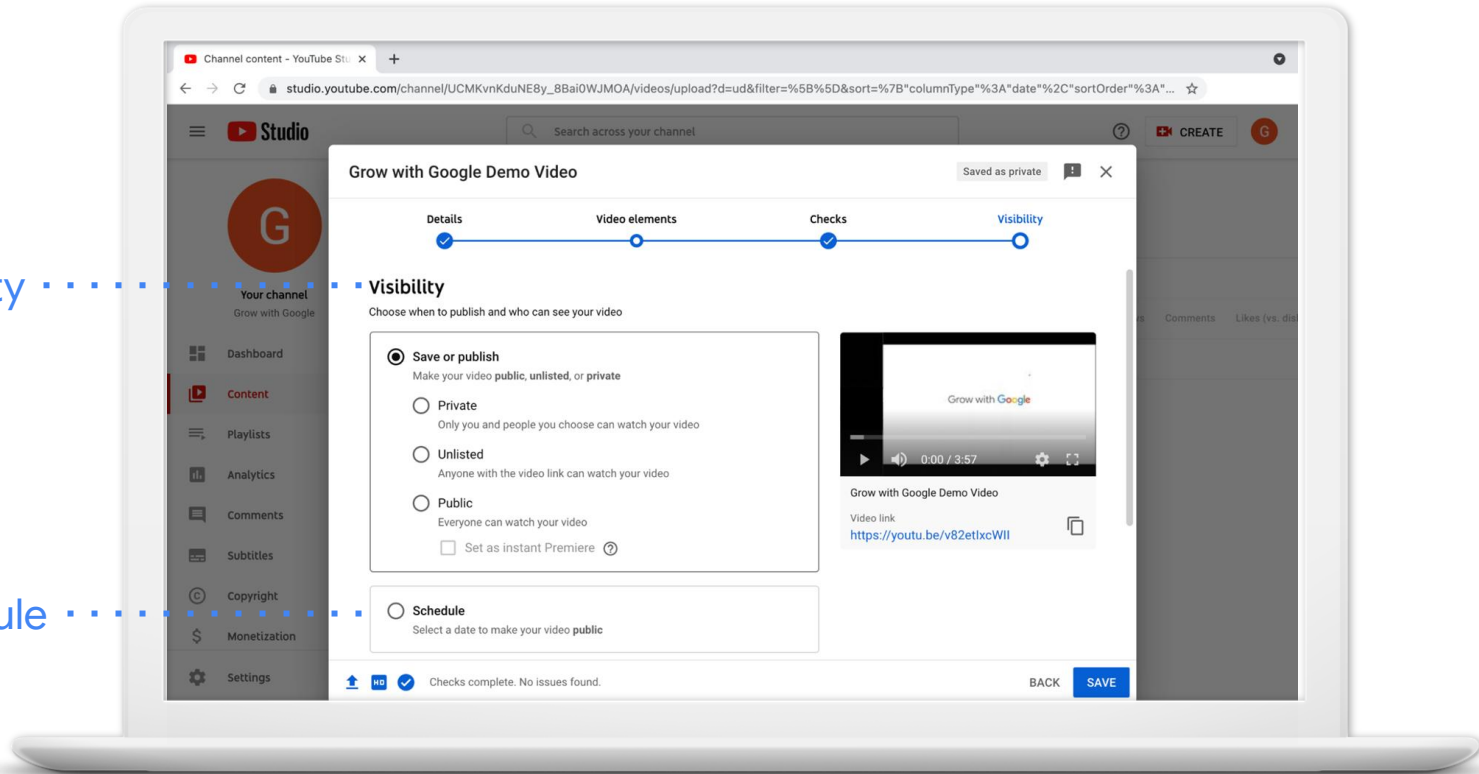 Channel content - YouTube Stu
studio.youtube.com/channel/UCMKvnKduNE8y_8Bai0WJMOA/videos/upload?d=ud&filter=%5B%5D&sort=%7B"columnType"%3A"date"%2C"sortOrder"%3A"...
Studio
Search across your channel
CREATE
G
Grow with Google Demo Video
Saved as private
Details
Video elements
Checks
Visibility
G
Your channel
Grow with Google
Dashboard
Content
Playlists
Analytics
Comments
Subtitles
Copyright
Monetization
Settings
Visibility
Choose when to publish and who can see your video
Save or publish
Make your video public, unlisted, or private
Private
Only you and people you choose can watch your video
Unlisted
Anyone with the video link can watch your video
Public
Everyone can watch your video
Set as instant Premiere
Schedule
Select a date to make your video public
Grow with Google
0:00 / 3:57
Grow with Google Demo Video
Video link
https://youtu.be/v82etIxcWII
Comments
Likes (vs.
HD
Checks complete. No issues found.
BACK
SAVE